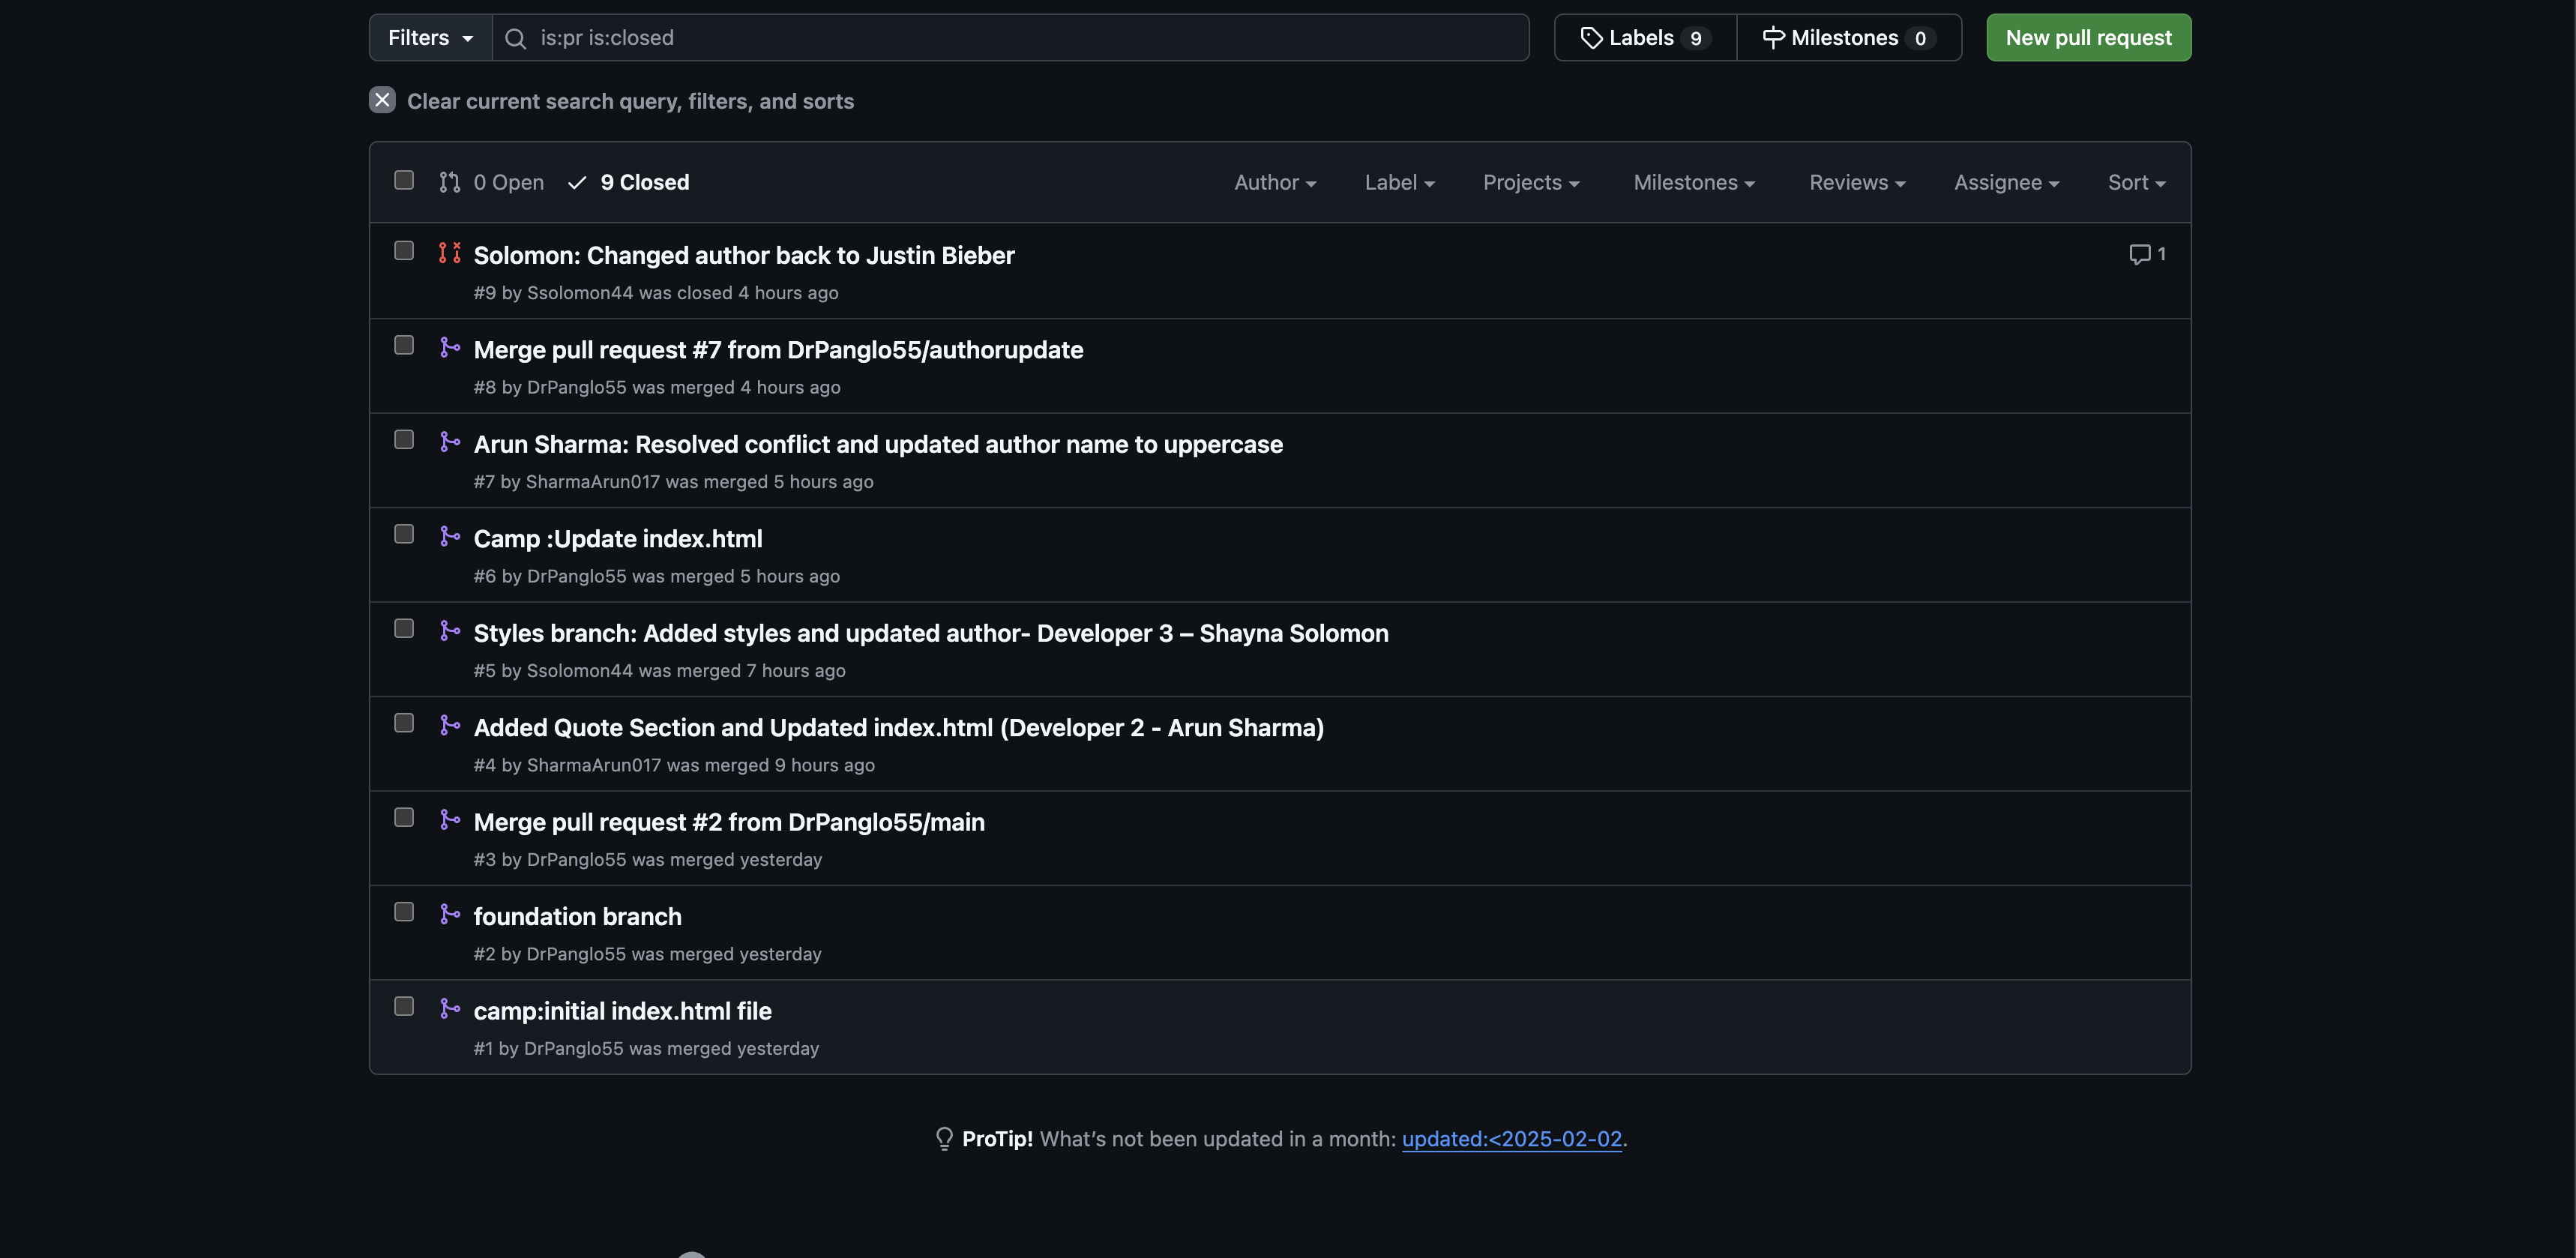 Filters is:pr is:closed Labels 9 Milestones 0 New pull request
Clear current search query, filters, and sorts
0 Open 9 Closed Author Label Projects Milestones Reviews Assignee Sort
Solomon: Changed author back to Justin Bieber 1
#9 by Ssolomon44 was closed 4 hours ago
Merge pull request #7 from DrPanglo55/authorupdate
#8 by DrPanglo55 was merged 4 hours ago
Arun Sharma: Resolved conflict and updated author name to uppercase
#7 by SharmaArun017 was merged 5 hours ago
Camp :Update index.html
#6 by DrPanglo55 was merged 5 hours ago
Styles branch: Added styles and updated author- Developer 3 – Shayna Solomon
#5 by Ssolomon44 was merged 7 hours ago
Added Quote Section and Updated index.html (Developer 2 - Arun Sharma)
#4 by SharmaArun017 was merged 9 hours ago
Merge pull request #2 from DrPanglo55/main
#3 by DrPanglo55 was merged yesterday
foundation branch
#2 by DrPanglo55 was merged yesterday
camp:initial index.html file
#1 by DrPanglo55 was merged yesterday
ProTip! What’s not been updated in a month: updated:<2025-02-02.